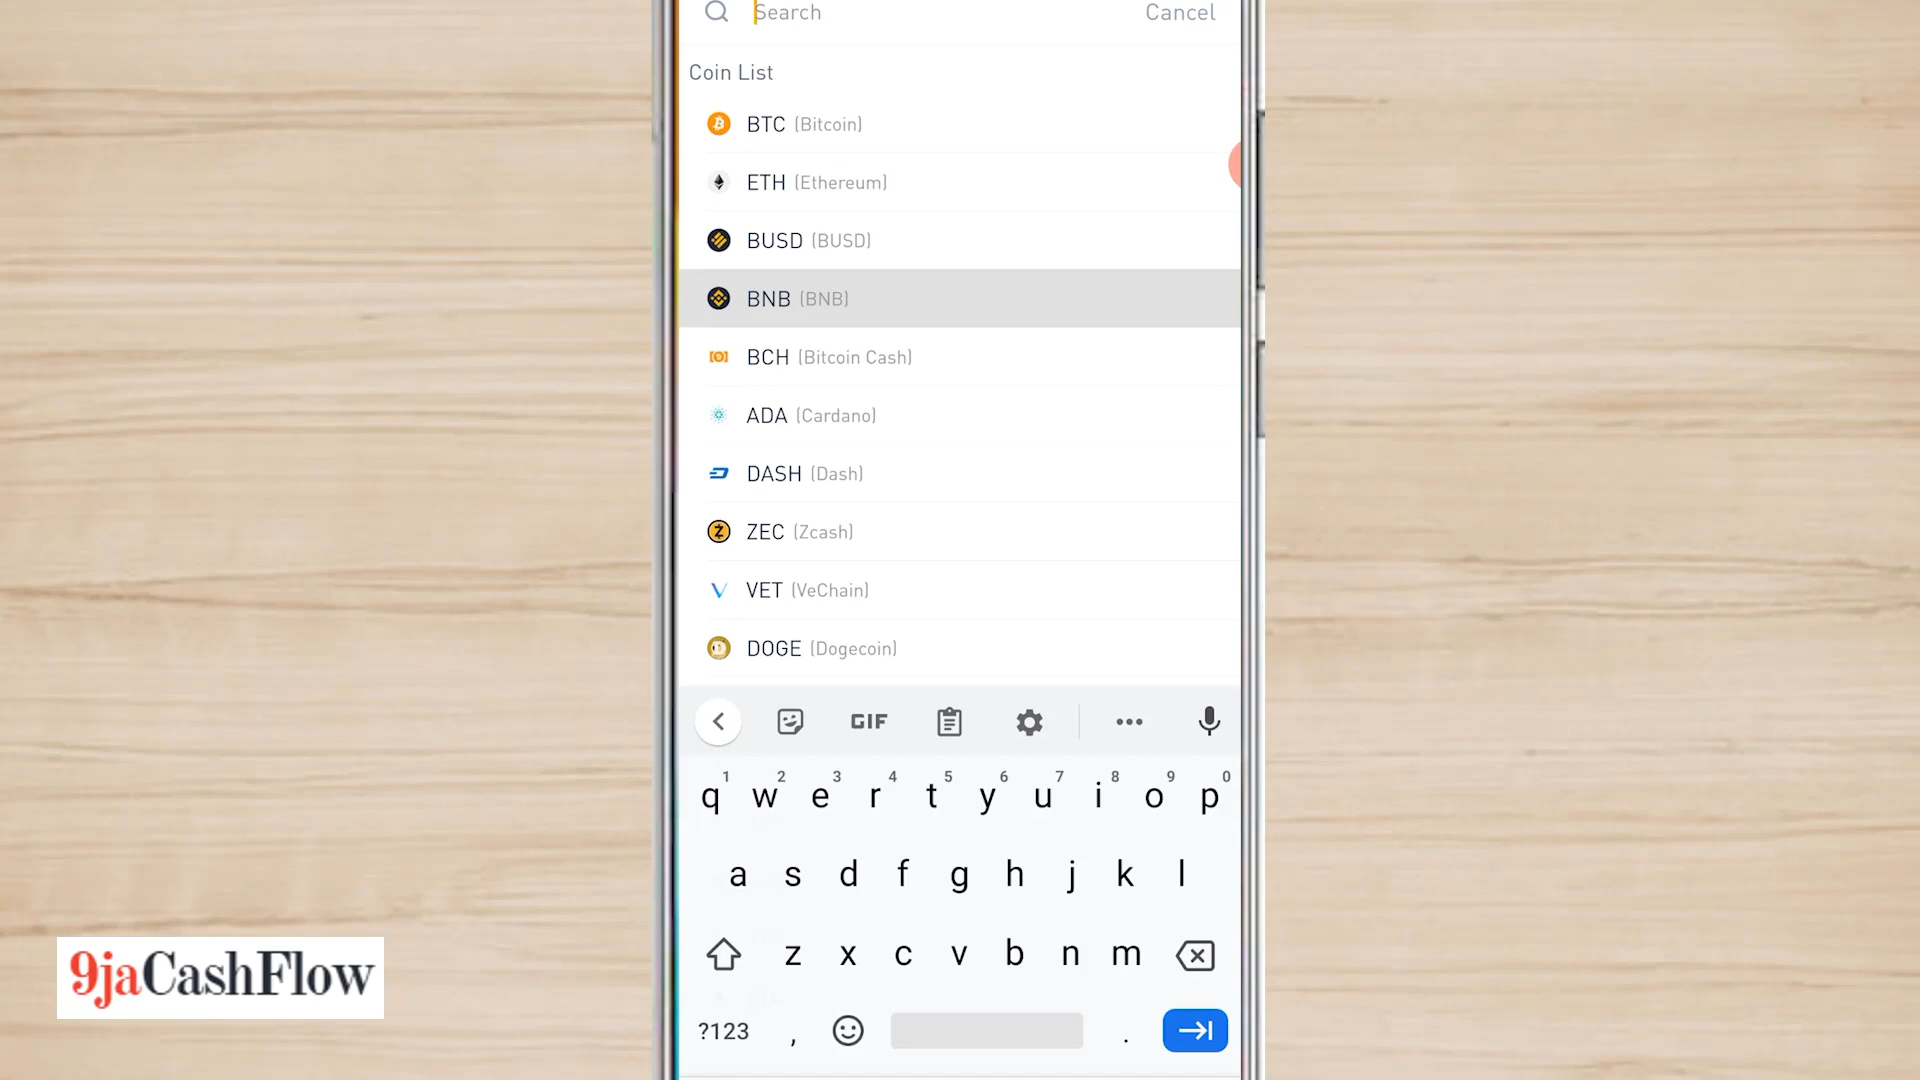 Search Cancel
Coin List
BTC (Bitcoin)
ETH (Ethereum)
BUSD (BUSD)
BNB (BNB)
BCH (Bitcoin Cash)
ADA (Cardano)
DASH (Dash)
ZEC (Zcash)
VET (VeChain)
DOGE (Dogecoin)
GIF
1 2 3 4 5 6 7 8 9 0
q w e r t y u i o p
a s d f g h j k l
z x c v b n m
?123 , .
9jaCashFlow